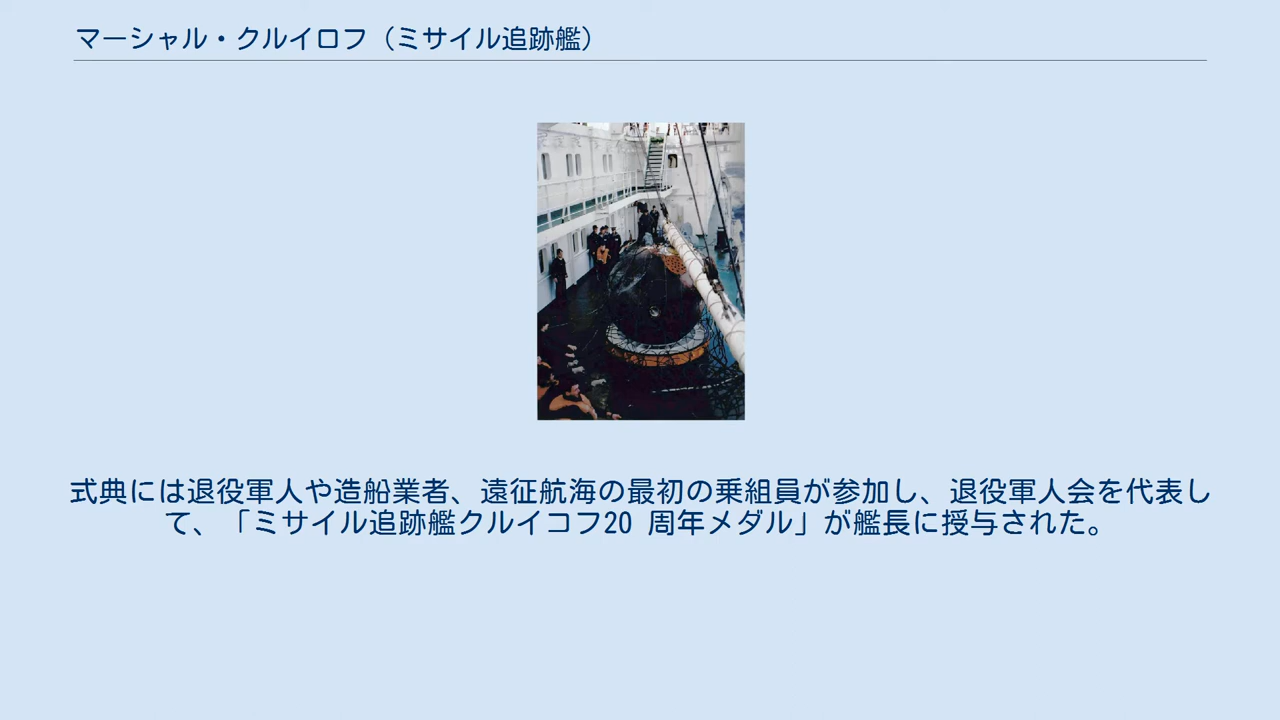 マーシャル・クルイロフ（ミサイル追跡艦）
式典には退役軍人や造船業者、遠征航海の最初の乗組員が参加し、退役軍人会を代表し
て、「ミサイル追跡艦クルイコフ20 周年メダル」が艦長に授与された。